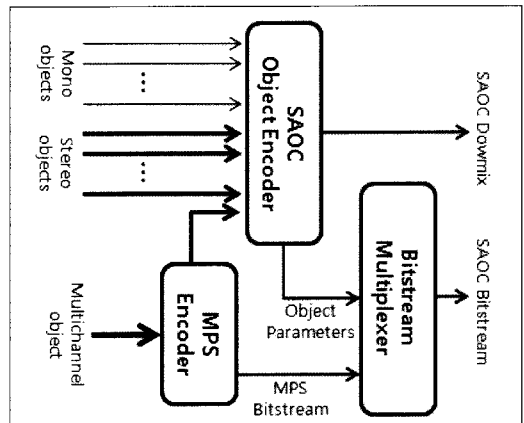 Mono
objects
...
Stereo
objects
...
Multichannel
object
SAOC
Object Encoder
MPS
Encoder
Object
Parameters
MPS
Bitstream
Bitstream
Multiplexer
SAOC Dowmix
SAOC Bitstream